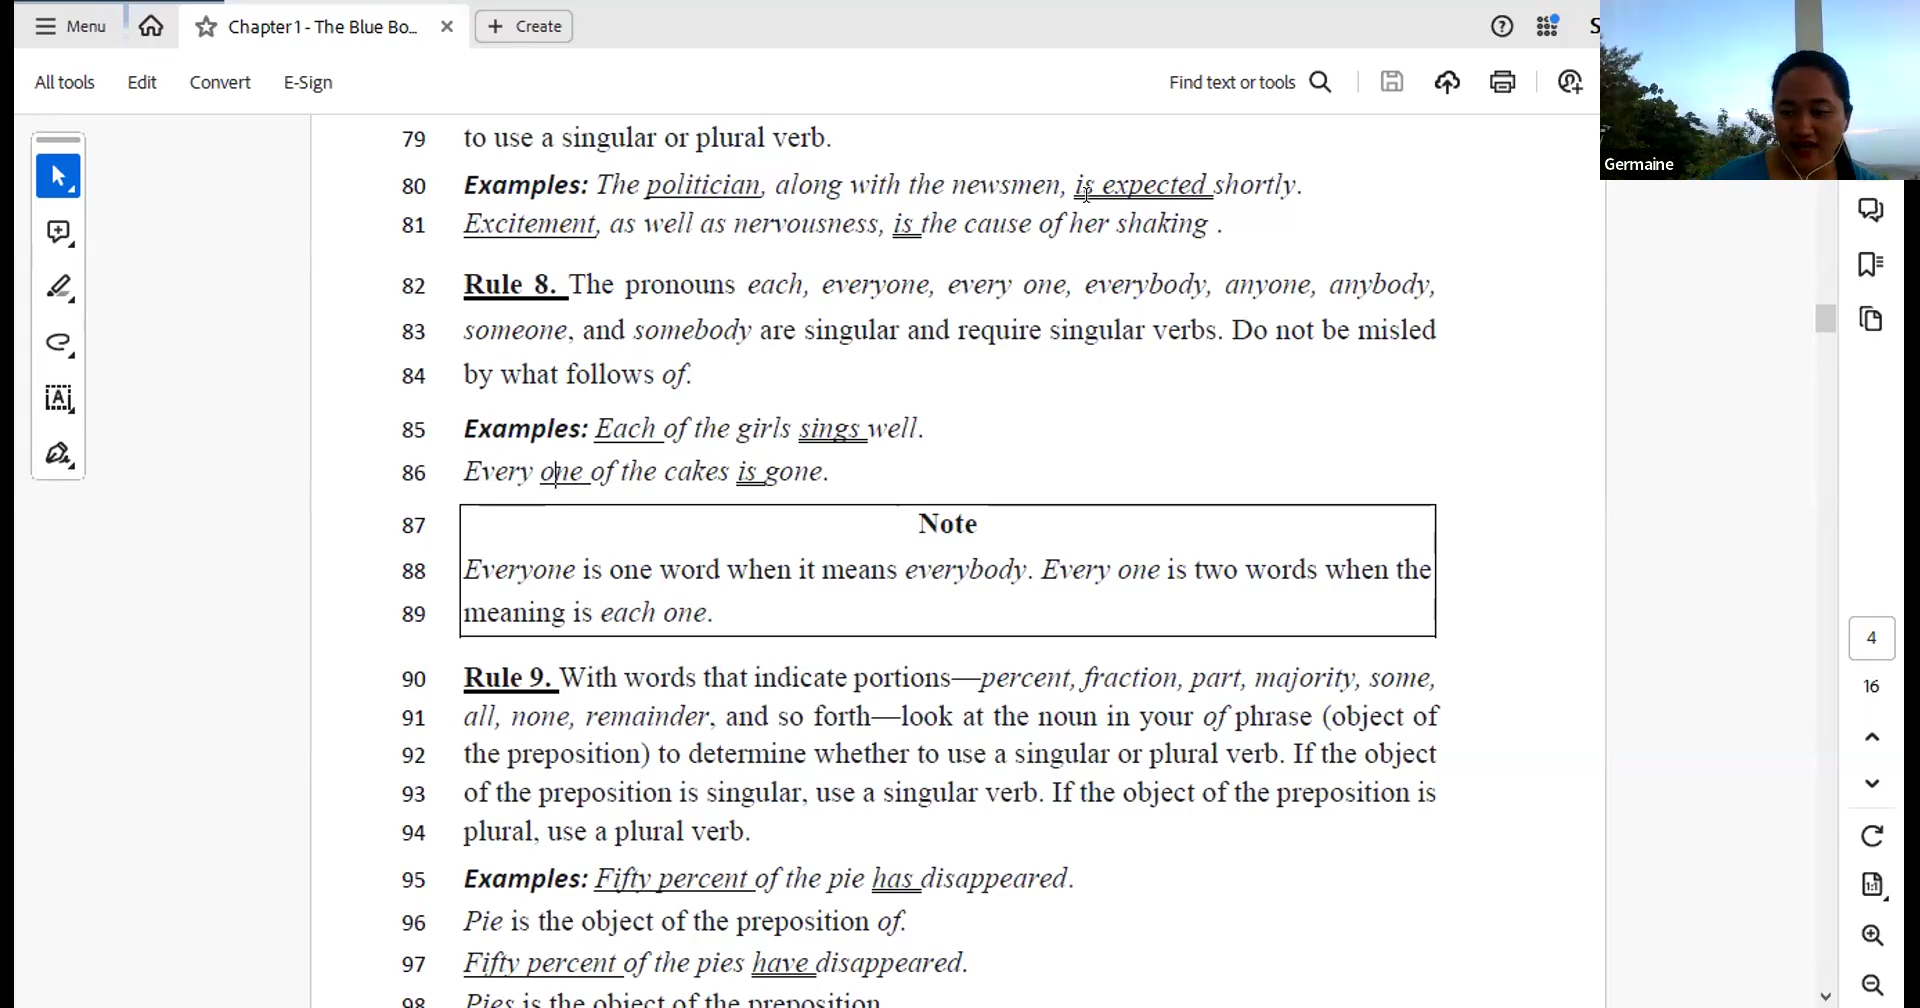 Menu
Chapter1 - The Blue Bo...
Create
All tools
Edit
Convert
E-Sign
Find text or tools
Germaine
79 to use a singular or plural verb.
80 Examples: The politician, along with the newsmen, is expected shortly.
81 Excitement, as well as nervousness, is the cause of her shaking .
82 Rule 8. The pronouns each, everyone, every one, everybody, anyone, anybody,
83 someone, and somebody are singular and require singular verbs. Do not be misled
84 by what follows of.
85 Examples: Each of the girls sings well.
86 Every one of the cakes is gone.
87 Note
88 Everyone is one word when it means everybody. Every one is two words when the
89 meaning is each one.
90 Rule 9. With words that indicate portions—percent, fraction, part, majority, some,
91 all, none, remainder, and so forth—look at the noun in your of phrase (object of
92 the preposition) to determine whether to use a singular or plural verb. If the object
93 of the preposition is singular, use a singular verb. If the object of the preposition is
94 plural, use a plural verb.
95 Examples: Fifty percent of the pie has disappeared.
96 Pie is the object of the preposition of.
97 Fifty percent of the pies have disappeared.
98 Pies is the object of the preposition
4
16